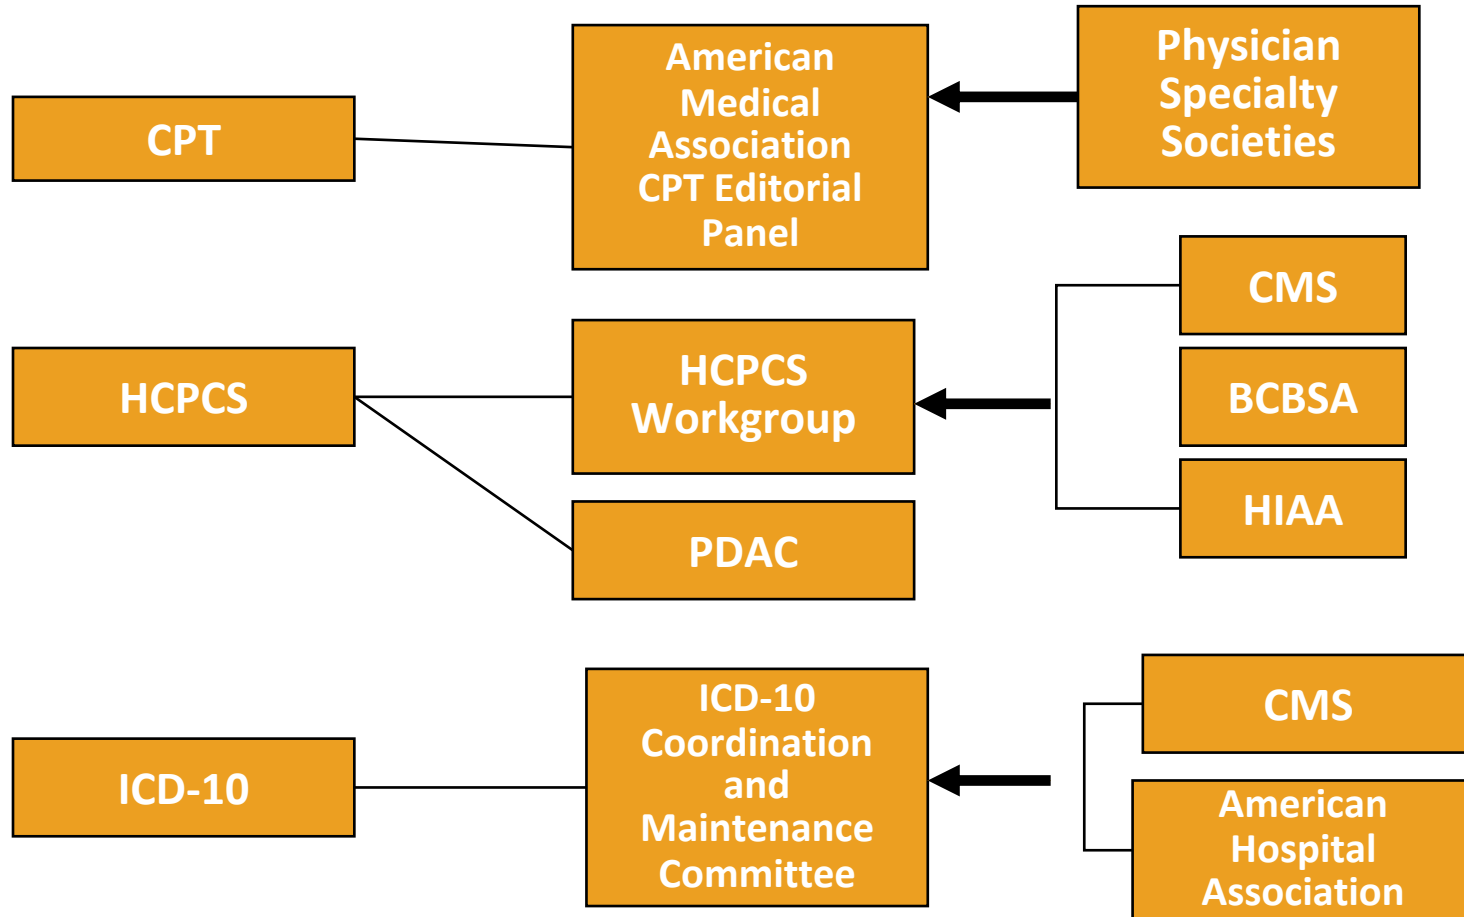 CPT
American
Medical
Association
CPT Editorial
Panel
Physician
Specialty
Societies
HCPCS
HCPCS
Workgroup
PDAC
CMS
BCBSA
HIAA
ICD-10
ICD-10
Coordination
and
Maintenance
Committee
CMS
American
Hospital
Association